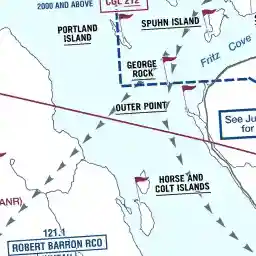 2000 AND ABOVE
CGL 212
SPUHN ISLAND
PORTLAND
ISLAND
Fritz Cove
GEORGE
ROCK
OUTER POINT
See Ju
for
HORSE AND
COLT ISLANDS
ANR)
121.1
ROBERT BARRON RCO